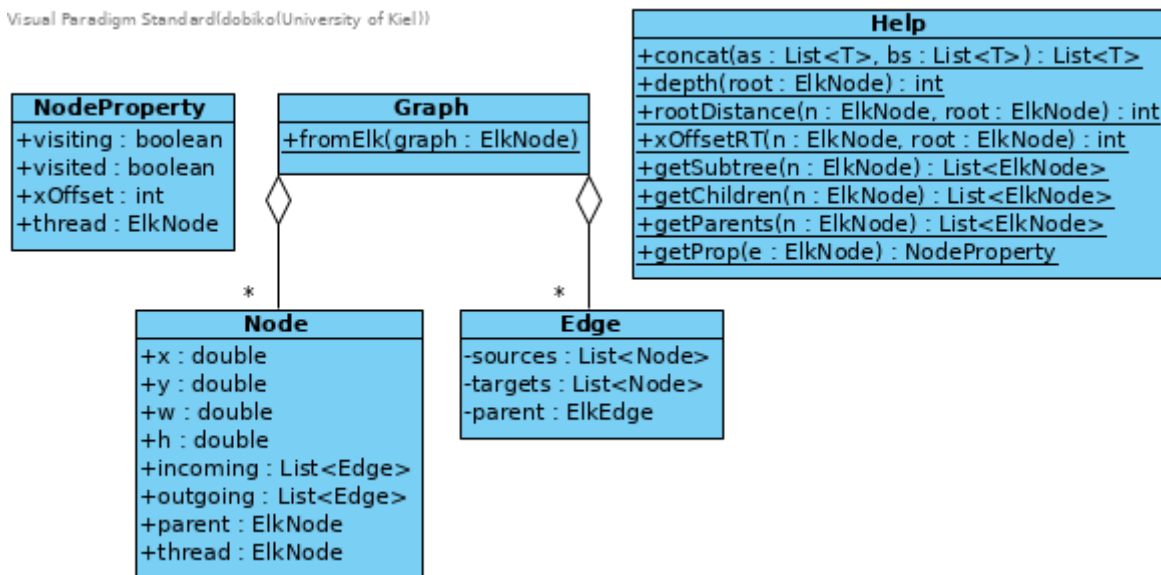 Visual Paradigm Standard(dobiko(University of Kiel))
NodeProperty
+visiting : boolean
+visited : boolean
+xOffset : int
+thread : ElkNode
Graph
+fromElk(graph : ElkNode)
Help
+concat(as : List<T>, bs : List<T>) : List<T>
+depth(root : ElkNode) : int
+rootDistance(n : ElkNode, root : ElkNode) : int
+xOffsetRT(n : ElkNode, root : ElkNode) : int
+getSubtree(n : ElkNode) : List<ElkNode>
+getChildren(n : ElkNode) : List<ElkNode>
+getParents(n : ElkNode) : List<ElkNode>
+getProp(e : ElkNode) : NodeProperty
*
*
Node
+x : double
+y : double
+w : double
+h : double
+incoming : List<Edge>
+outgoing : List<Edge>
+parent : ElkNode
+thread : ElkNode
Edge
-sources : List<Node>
-targets : List<Node>
-parent : ElkEdge